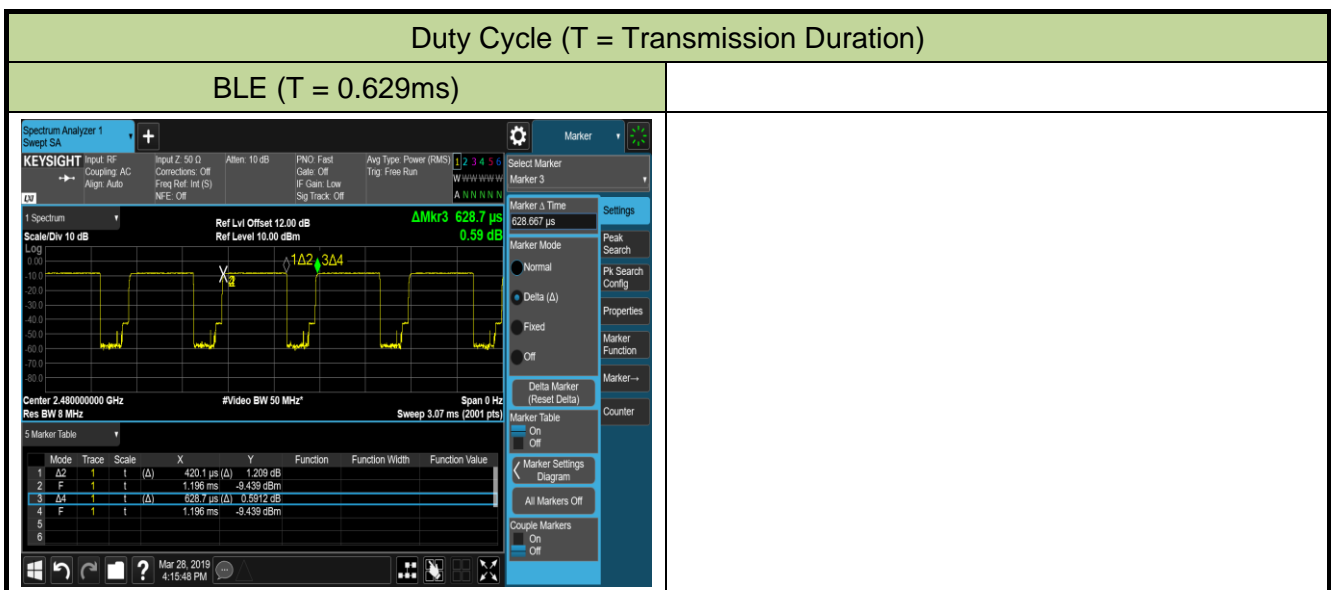 Duty Cycle (T = Transmission Duration)
BLE (T = 0.629ms)
Spectrum Analyzer 1
Swept SA
Marker
KEYSIGHT Input: RF Input Z: 50 Ω Atten: 10 dB PNO: Fast Avg Type: Power (RMS) 1 2 3 4 5 6
Coupling: AC Corrections: Off Gate: Off Trig: Free Run W W W W W W
Align: Auto Freq Ref: Int (S) IF Gain: Low
NFE: Off Sig Track: Off A N N N N N
LXI
Select Marker
Marker 3
1 Spectrum
Scale/Div 10 dB
Ref Lvl Offset 12.00 dB
Ref Level 10.00 dBm
ΔMkr3 628.7 µs
0.59 dB
Log
0.00
-10.0
-20.0
-30.0
-40.0
-50.0
-60.0
-70.0
-80.0
1Δ2 3Δ4
Center 2.480000000 GHz #Video BW 50 MHz* Span 0 Hz
Res BW 8 MHz Sweep 3.07 ms (2001 pts)
5 Marker Table
Mode Trace Scale X Y Function Function Width Function Value
1 Δ2 1 t (Δ) 420.1 µs (Δ) 1.209 dB
2 F 1 t 1.196 ms -9.439 dBm
3 Δ4 1 t (Δ) 628.7 µs (Δ) 0.5912 dB
4 F 1 t 1.196 ms -9.439 dBm
5
6
Marker Δ Time
628.667 µs
Marker Mode
Normal
Delta (Δ)
Fixed
Off
Delta Marker
(Reset Delta)
Marker Table
On
Off
Marker Settings
Diagram
All Markers Off
Couple Markers
On
Off
Settings
Peak
Search
Pk Search
Config
Properties
Marker
Function
Marker→
Counter
?
Mar 28, 2019
4:15:48 PM